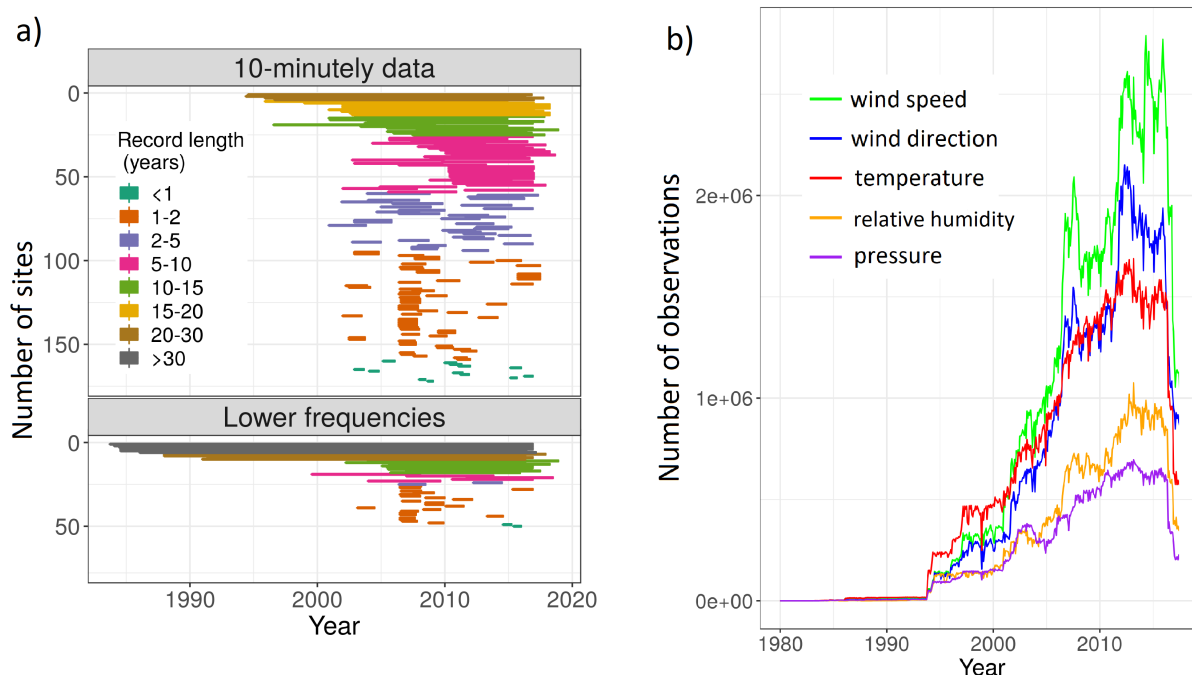 a)
10-minutely data
Number of sites
0
50
100
150
Record length
(years)
<1
1-2
2-5
5-10
10-15
15-20
20-30
>30
Lower frequencies
0
50
1990
2000
2010
2020
Year
b)
Number of observations
2e+06
1e+06
0e+00
wind speed
wind direction
temperature
relative humidity
pressure
1980
1990
2000
2010
Year